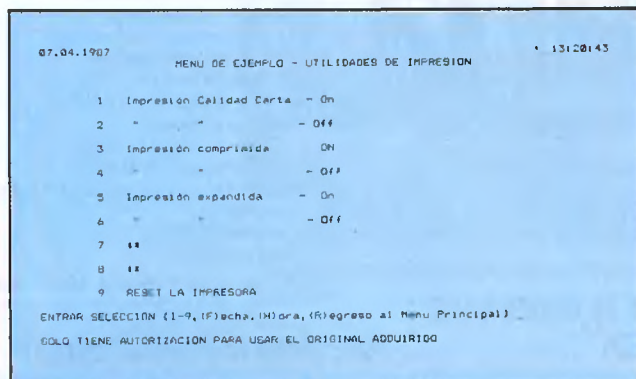 07.04.1987 13:20:43
MENU DE EJEMPLO - UTILIDADES DE IMPRESION
1 Impresión Calidad Carta - On
2 " " - Off
3 Impresión comprimida ON
4 " " - Off
5 Impresión expandida - On
6 " " - Off
7 **
8 **
9 RESET LA IMPRESORA
ENTRAR SELECCION (1-9,(F)echa,(H)ora,(R)egreso al Menu Principal)
SOLO TIENE AUTORIZACION PARA USAR EL ORIGINAL ADQUIRIDO